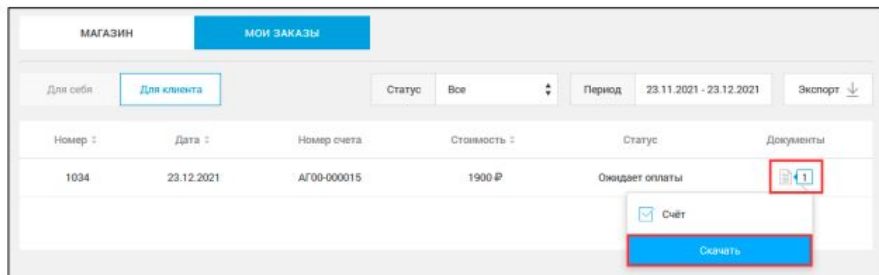 МАГАЗИН МОИ ЗАКАЗЫ
Для себя Для клиента Статус Все Период 23.11.2021 - 23.12.2021 Экспорт
Номер Дата Номер счета Стоимость Статус Документы
1034 23.12.2021 АГ00-000015 1900 ₽ Ожидает оплаты 1
Счёт
Скачать